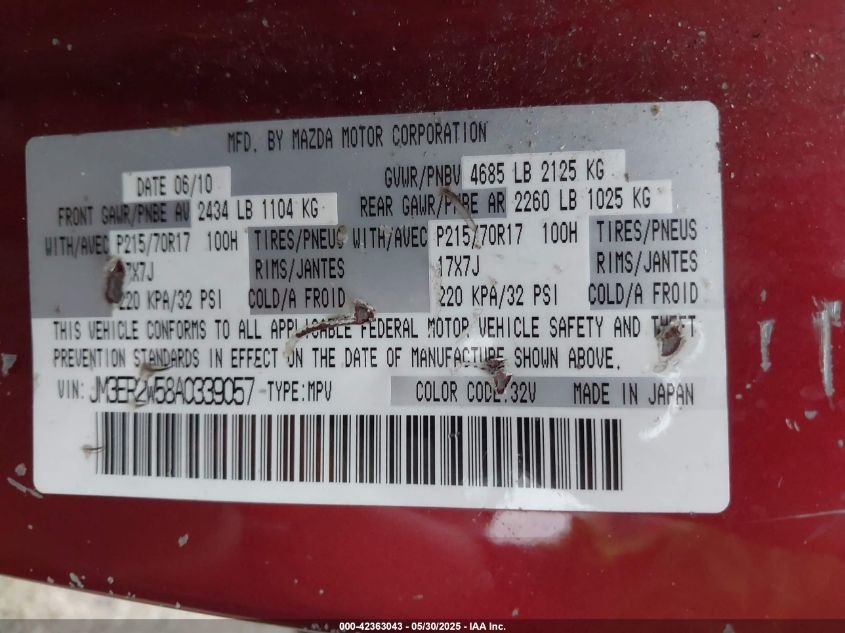 MFD. BY MAZDA MOTOR CORPORATION
DATE 06/10 GVWR/PNBV 4685 LB 2125 KG
FRONT GAWR/PNBE AV 2434 LB 1104 KG REAR GAWR/PNBE AR 2260 LB 1025 KG
WITH/AVEC P215/70R17 100H TIRES/PNEUS WITH/AVEC P215/70R17 100H TIRES/PNEUS
17X7J RIMS/JANTES 17X7J RIMS/JANTES
220 KPA/32 PSI COLD/A FROID 220 KPA/32 PSI COLD/A FROID
THIS VEHICLE CONFORMS TO ALL APPLICABLE FEDERAL MOTOR VEHICLE SAFETY AND THEFT
PREVENTION STANDARDS IN EFFECT ON THE DATE OF MANUFACTURE SHOWN ABOVE.
VIN: JM3ER2W58A0339057 TYPE:MPV COLOR CODE:32V MADE IN JAPAN
000-42363043 - 05/30/2025 - IAA Inc.